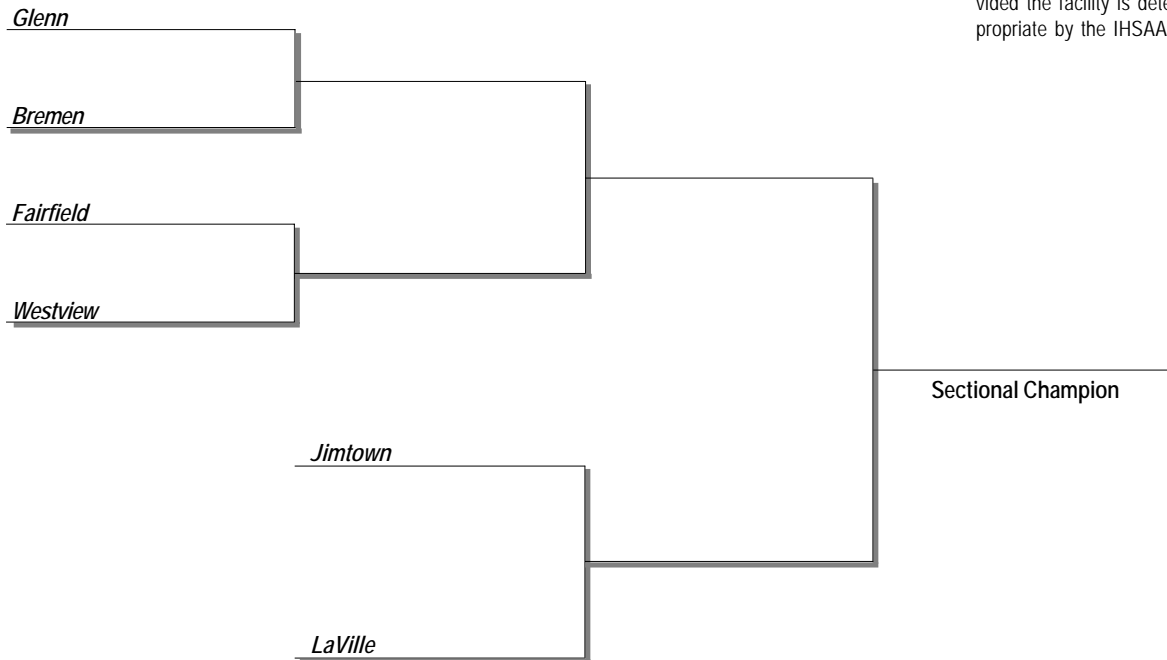 vided the facility is dete
propriate by the IHSAA
Glenn
Bremen
Fairfield
Westview
Sectional Champion
Jimtown
LaVille